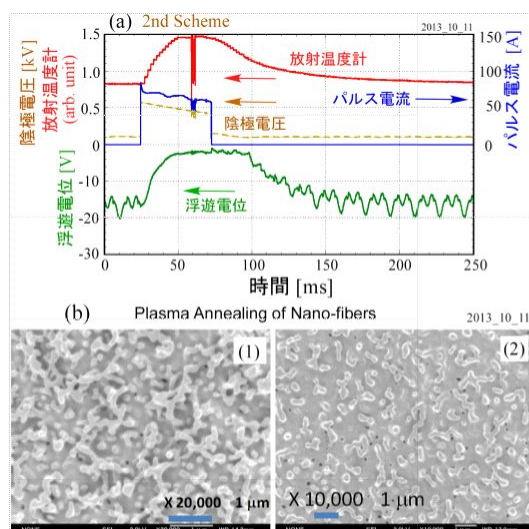 (a) 2nd Scheme
2013_10_11
陰極電圧 [kV]
放射温度計
(arb. unit)
1.5
1.0
0.5
0
150 [A]
100
50
0
パルス電流
放射温度計
パルス電流
陰極電圧
浮遊電位 [V]
-10
-20
-30
浮遊電位
0 50 100 150 200 250
時間 [ms]
(b) Plasma Annealing of Nano-fibers
2013_10_11
(1)
X 20,000 1 μm
(2)
X 10,000 1 μm